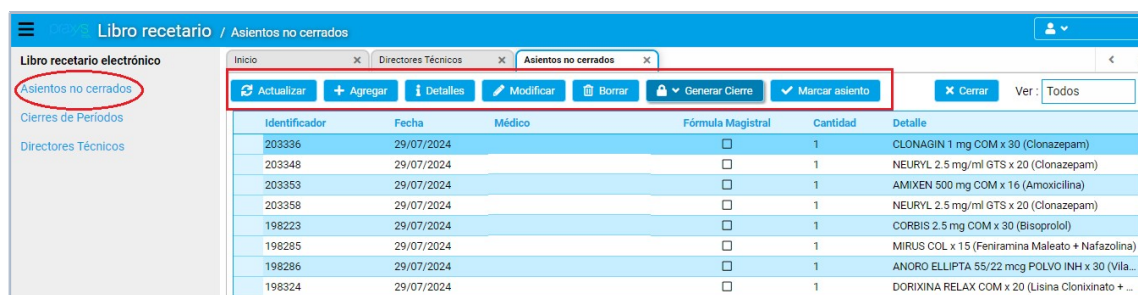 Libro recetario / Asientos no cerrados
Libro recetario electrónico
Asientos no cerrados
Cierres de Períodos
Directores Técnicos
Inicio Directores Técnicos Asientos no cerrados
Actualizar Agregar Detalles Modificar Borrar Generar Cierre Marcar asiento Cerrar Ver : Todos
Identificador Fecha Médico Fórmula Magistral Cantidad Detalle
203336 29/07/2024 1 CLONAGIN 1 mg COM x 30 (Clonazepam)
203348 29/07/2024 1 NEURYL 2.5 mg/ml GTS x 20 (Clonazepam)
203353 29/07/2024 1 AMIXEN 500 mg COM x 16 (Amoxicilina)
203358 29/07/2024 1 NEURYL 2.5 mg/ml GTS x 20 (Clonazepam)
198223 29/07/2024 1 CORBIS 2.5 mg COM x 30 (Bisoprolol)
198285 29/07/2024 1 MIRUS COL x 15 (Feniramina Maleato + Nafazolina)
198286 29/07/2024 1 ANORO ELLIPTA 55/22 mcg POLVO INH x 30 (Vila...
198324 29/07/2024 1 DORIXINA RELAX COM x 20 (Lisina Clonixinato + ...